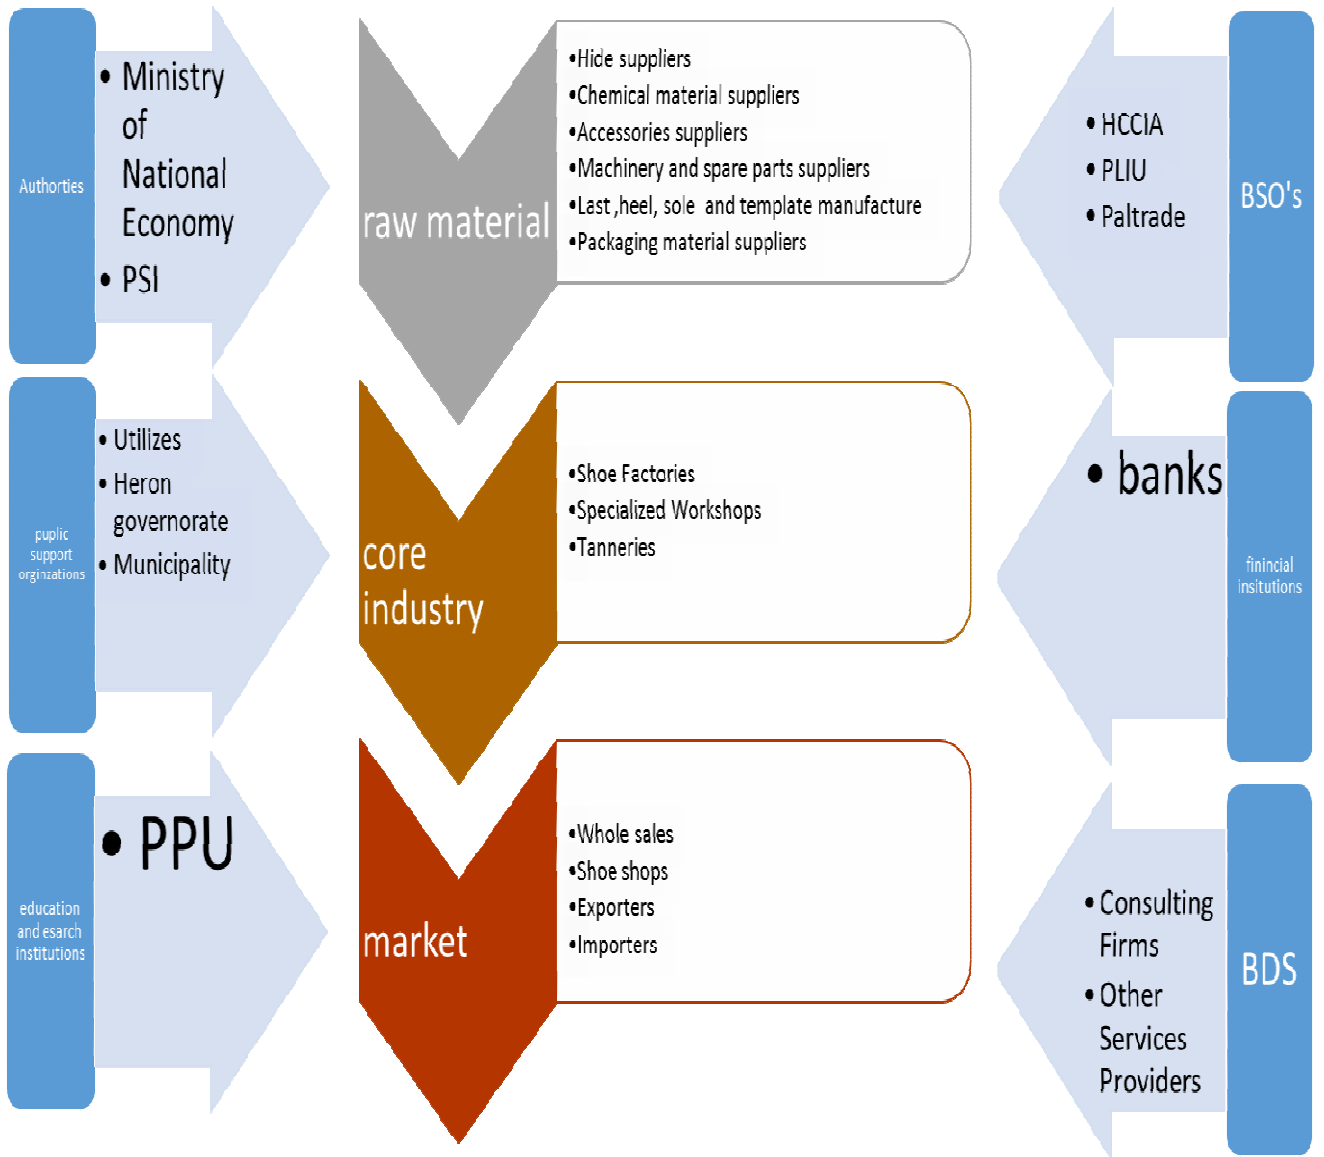 Authorties
• Ministry
of
National
Economy
• PSI
puplic
support
orginzations
• Utilizes
• Heron
governorate
• Municipality
education
and esarch
institutions
• PPU
raw material
•Hide suppliers
•Chemical material suppliers
•Accessories suppliers
•Machinery and spare parts suppliers
•Last ,heel, sole and template manufacture
•Packaging material suppliers
core
industry
•Shoe Factories
•Specialized Workshops
•Tanneries
market
•Whole sales
•Shoe shops
•Exporters
•Importers
• HCCIA
• PLIU
• Paltrade
BSO's
• banks
finincial
insitutions
• Consulting
Firms
• Other
Services
Providers
BDS